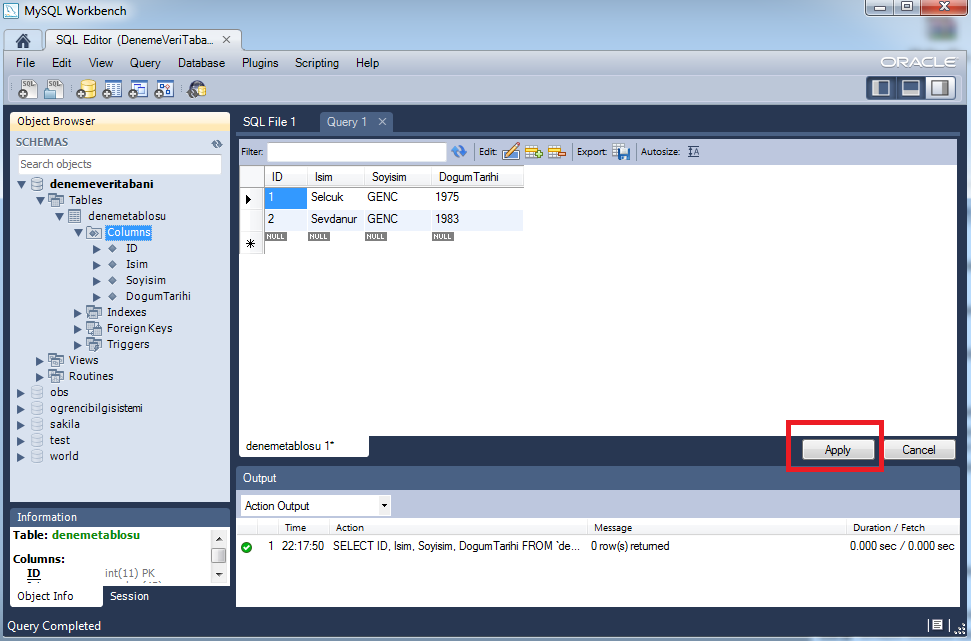 MySQL Workbench
SQL Editor (DenemeVeriTaba...
File Edit View Query Database Plugins Scripting Help
ORACLE
SQL SQL
Object Browser
SCHEMAS
Search objects
denemeveritabani
Tables
denemetablosu
Columns
ID
Isim
Soyisim
DogumTarihi
Indexes
Foreign Keys
Triggers
Views
Routines
obs
ogrencibilgisistemi
sakila
test
world
Information
Table: denemetablosu
Columns:
ID int(11) PK
Object Info Session
SQL File 1 Query 1
Filter: Edit: Export: Autosize:
ID Isim Soyisim DogumTarihi
1 Selcuk GENC 1975
2 Sevdanur GENC 1983
NULL NULL NULL NULL
denemetablosu 1*
Apply Cancel
Output
Action Output
Time Action Message Duration / Fetch
1 22:17:50 SELECT ID, Isim, Soyisim, DogumTarihi FROM `de... 0 row(s) returned 0.000 sec / 0.000 sec
Query Completed